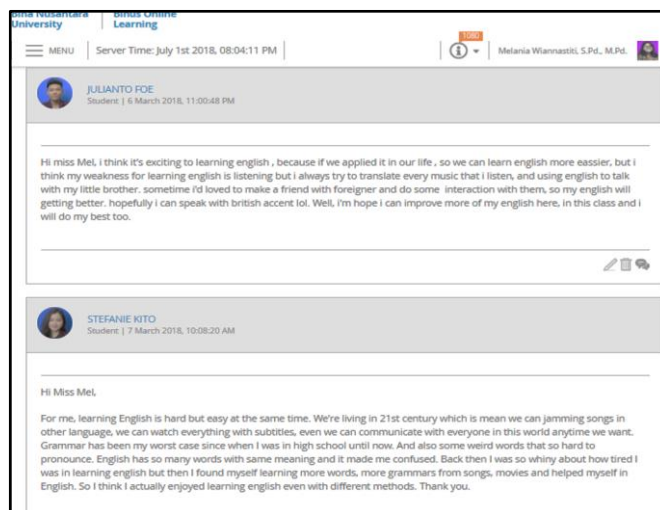 Bina Nusantara
University
Binus Online
Learning
MENU
Server Time: July 1st 2018, 08:04:11 PM
1080
Melania Wiannastiti, S.Pd., M.Pd.
JULIANTO FOE
Student | 6 March 2018, 11:00:48 PM
Hi miss Mel, i think it's exciting to learning english , because if we applied it in our life , so we can learn english more eassier, but i
think my weakness for learning english is listening but i always try to translate every music that i listen, and using english to talk
with my little brother. sometime i'd loved to make a friend with foreigner and do some interaction with them, so my english will
getting better. hopefully i can speak with british accent lol. Well, i'm hope i can improve more of my english here, in this class and i
will do my best too.
STEFANIE KITO
Student | 7 March 2018, 10:08:20 AM
Hi Miss Mel,
For me, learning English is hard but easy at the same time. We're living in 21st century which is mean we can jamming songs in
other language, we can watch everything with subtitles, even we can communicate with everyone in this world anytime we want.
Grammar has been my worst case since when I was in high school until now. And also some weird words that so hard to
pronounce. English has so many words with same meaning and it made me confused. Back then I was so whiny about how tired I
was in learning english but then I found myself learning more words, more grammars from songs, movies and helped myself in
English. So I think I actually enjoyed learning english even with different methods. Thank you.